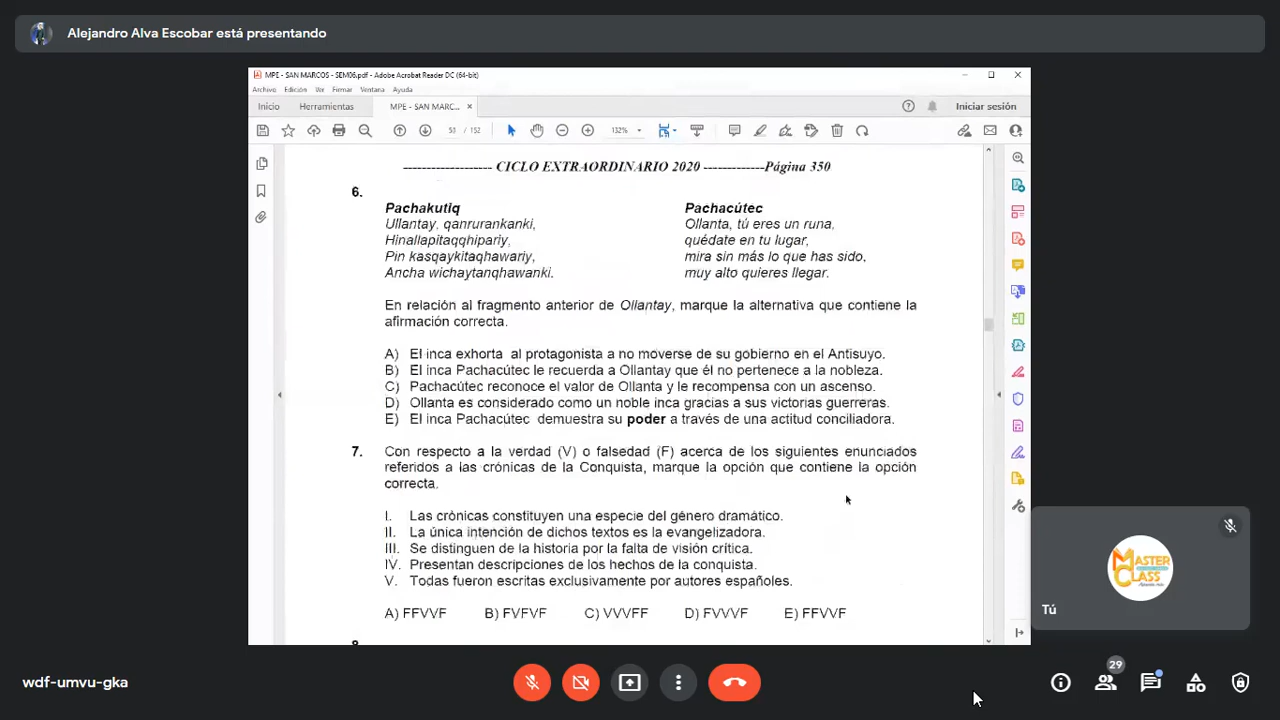 Alejandro Alva Escobar está presentando
MPE - SAN MARCOS - SEM06.pdf - Adobe Acrobat Reader DC (64-bit)
Archivo Edición Ver Firmar Ventana Ayuda
Inicio Herramientas MPE - SAN MARC... × Iniciar sesión
53 / 152 132%
------------------- CICLO EXTRAORDINARIO 2020 -------------Página 350
6.
Pachakutiq
Ullantay, qanrurankanki,
Hinallapitaqqhipariy,
Pin kasqaykitaqhawariy,
Ancha wichaytanqhawanki.
Pachacútec
Ollanta, tú eres un runa,
quédate en tu lugar,
mira sin más lo que has sido,
muy alto quieres llegar.
En relación al fragmento anterior de Ollantay, marque la alternativa que contiene la
afirmación correcta.
A) El inca exhorta al protagonista a no moverse de su gobierno en el Antisuyo.
B) El inca Pachacútec le recuerda a Ollantay que él no pertenece a la nobleza.
C) Pachacútec reconoce el valor de Ollanta y le recompensa con un ascenso.
D) Ollanta es considerado como un noble inca gracias a sus victorias guerreras.
E) El inca Pachacútec demuestra su poder a través de una actitud conciliadora.
7. Con respecto a la verdad (V) o falsedad (F) acerca de los siguientes enunciados
referidos a las crónicas de la Conquista, marque la opción que contiene la opción
correcta.
I. Las crónicas constituyen una especie del género dramático.
II. La única intención de dichos textos es la evangelizadora.
III. Se distinguen de la historia por la falta de visión crítica.
IV. Presentan descripciones de los hechos de la conquista.
V. Todas fueron escritas exclusivamente por autores españoles.
A) FFVVF B) FVFVF C) VVVFF D) FVVVF E) FFVVF
MASTER
CLASS
Tú
wdf-umvu-gka
29